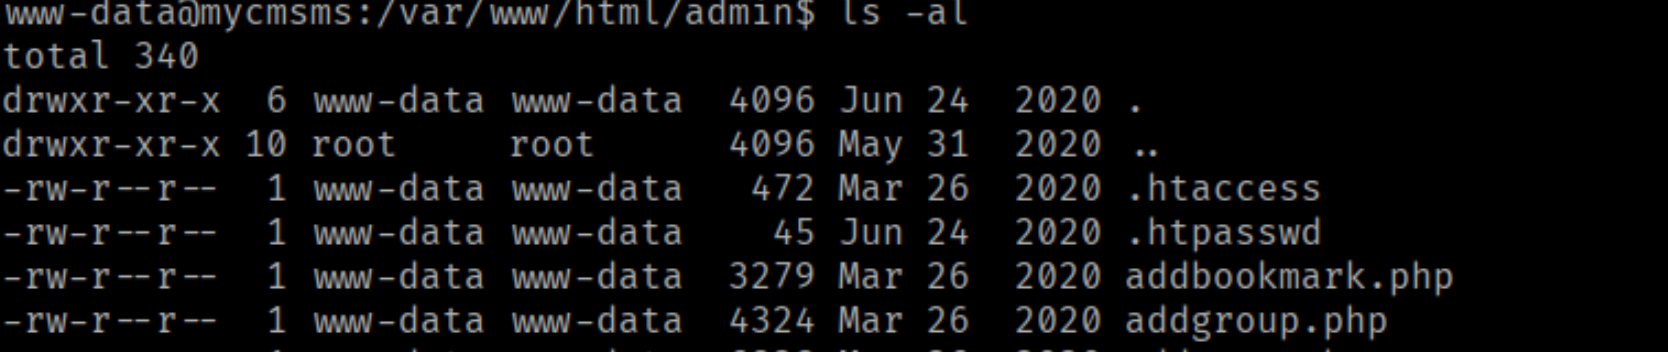 www-data@mycmsms:/var/www/html/admin$ ls -al
total 340
drwxr-xr-x  6 www-data www-data  4096 Jun 24  2020 .
drwxr-xr-x 10 root     root      4096 May 31  2020 ..
-rw-r--r--  1 www-data www-data   472 Mar 26  2020 .htaccess
-rw-r--r--  1 www-data www-data    45 Jun 24  2020 .htpasswd
-rw-r--r--  1 www-data www-data  3279 Mar 26  2020 addbookmark.php
-rw-r--r--  1 www-data www-data  4324 Mar 26  2020 addgroup.php